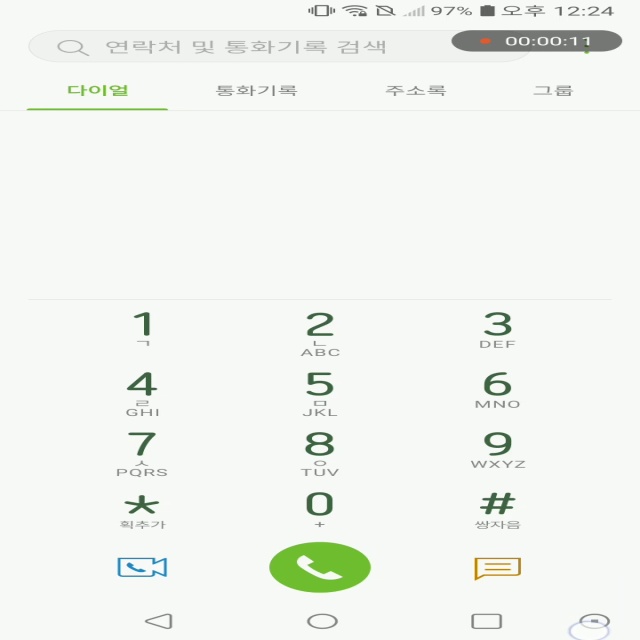 97% 오후 12:24
연락처 및 통화기록 검색
00:00:11
다이얼 통화기록 주소록 그룹
1 2 3
ㄱ ㄴ DEF
ABC
4 5 6
ㄹ ㅁ MNO
GHI JKL
7 8 9
ㅅ ㅇ WXYZ
PQRS TUV
* 0 #
획추가 + 쌍자음